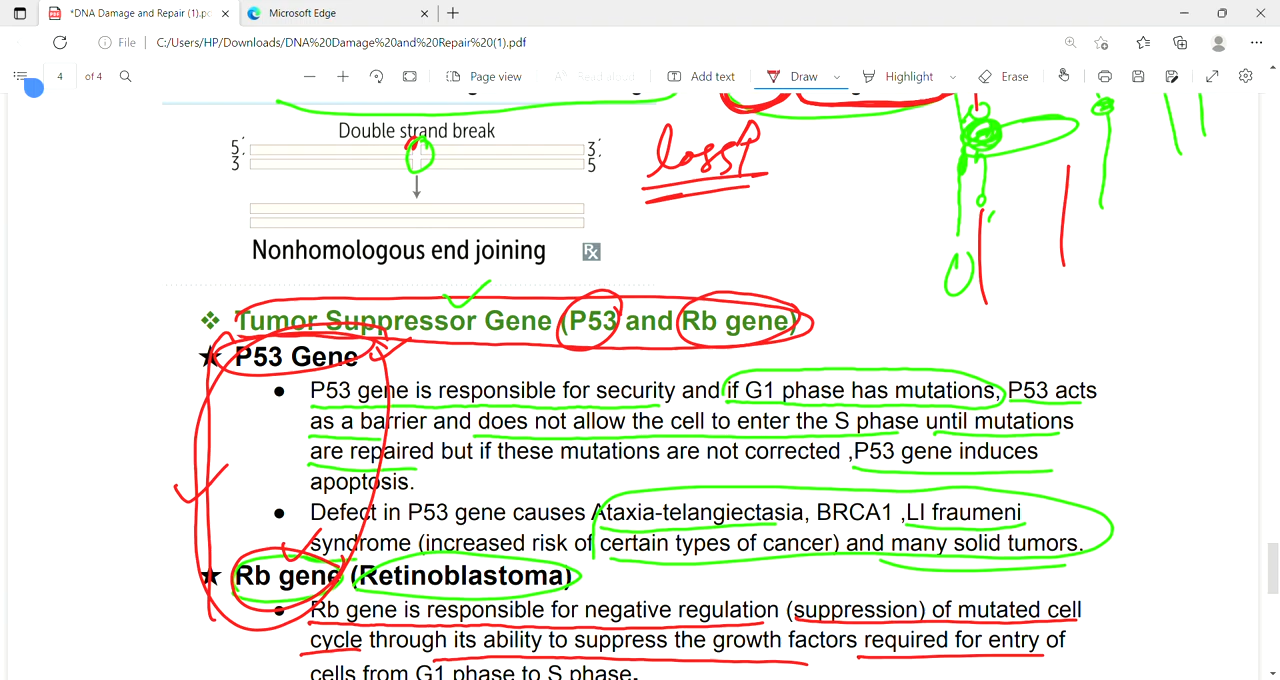 *DNA Damage and Repair (1).pd
Microsoft Edge
File
C:/Users/HP/Downloads/DNA%20Damage%20and%20Repair%20(1).pdf
4 of 4
Page view
Read aloud
Add text
Draw
Highlight
Erase
Double strand break
5′ 3′
3′ 5′
loss↑
Nonhomologous end joining Rx
❖ Tumor Suppressor Gene (P53 and Rb gene)
★ P53 Gene
● P53 gene is responsible for security and if G1 phase has mutations, P53 acts
as a barrier and does not allow the cell to enter the S phase until mutations
are repaired but if these mutations are not corrected ,P53 gene induces
apoptosis.
● Defect in P53 gene causes Ataxia-telangiectasia, BRCA1 ,LI fraumeni
syndrome (increased risk of certain types of cancer) and many solid tumors.
★ Rb gene (Retinoblastoma)
● Rb gene is responsible for negative regulation (suppression) of mutated cell
cycle through its ability to suppress the growth factors required for entry of
cells from G1 phase to S phase.